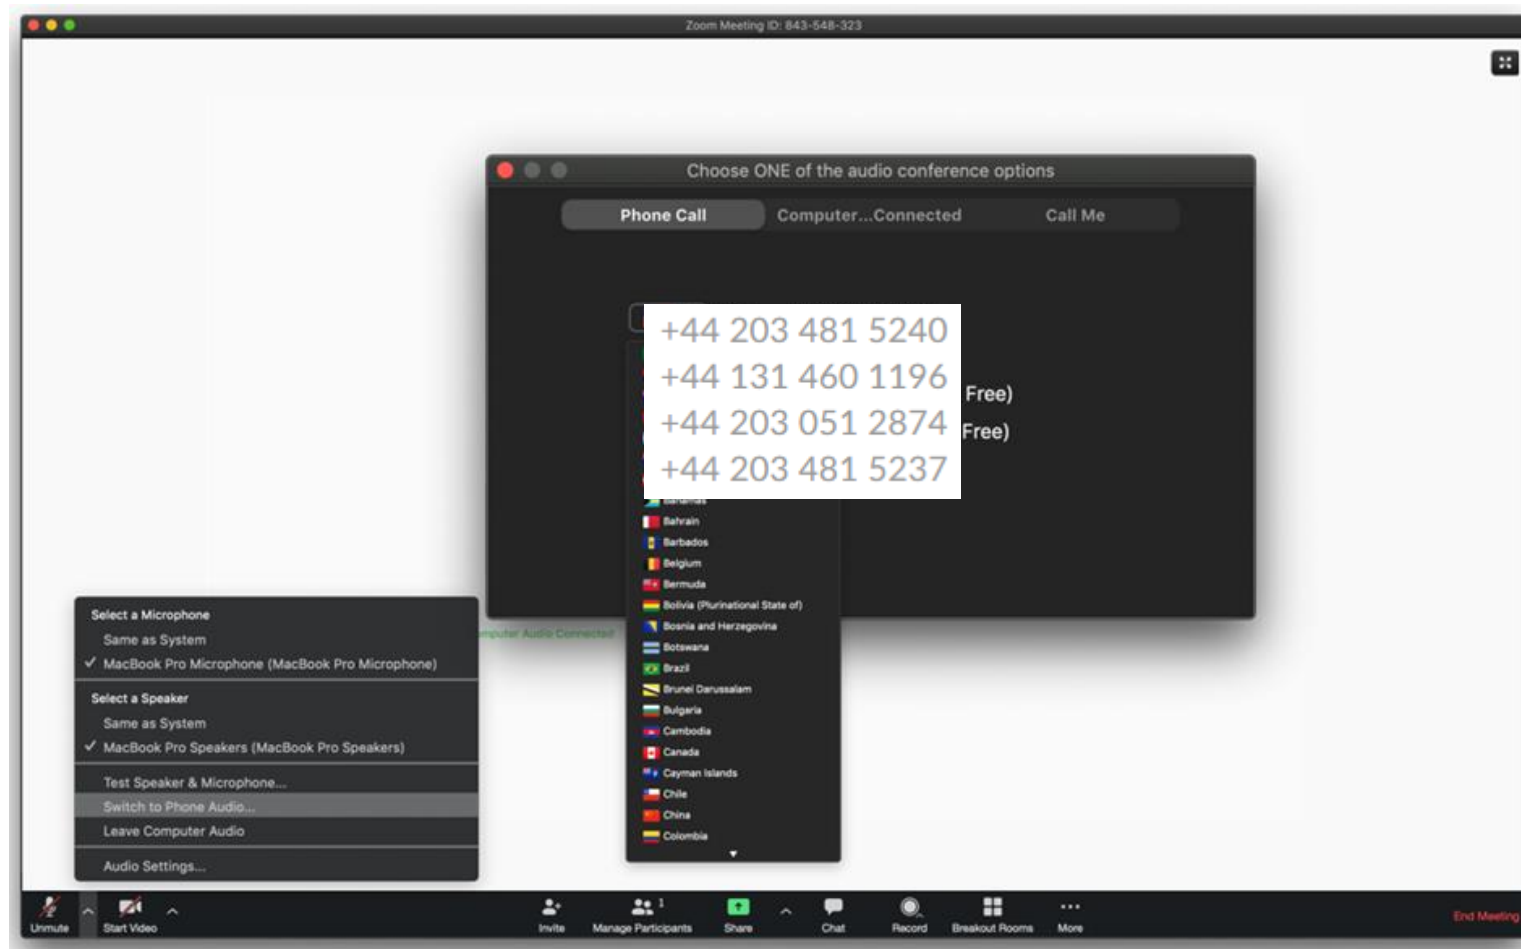 Zoom Meeting ID: 843-548-323
Choose ONE of the audio conference options
Phone Call
Computer...Connected
Call Me
+44 203 481 5240
+44 131 460 1196
Free)
+44 203 051 2874
Free)
+44 203 481 5237
Bahamas
Bahrain
Barbados
Belgium
Bermuda
Bolivia (Plurinational State of)
Bosnia and Herzegovina
Botswana
Brazil
Brunei Darussalam
Bulgaria
Cambodia
Canada
Cayman Islands
Chile
China
Colombia
omputer Audio Connected
Select a Microphone
Same as System
✓ MacBook Pro Microphone (MacBook Pro Microphone)
Select a Speaker
Same as System
✓ MacBook Pro Speakers (MacBook Pro Speakers)
Test Speaker & Microphone...
Switch to Phone Audio...
Leave Computer Audio
Audio Settings...
Unmute
Start Video
Invite
1
Manage Participants
Share
Chat
Record
Breakout Rooms
More
End Meeting